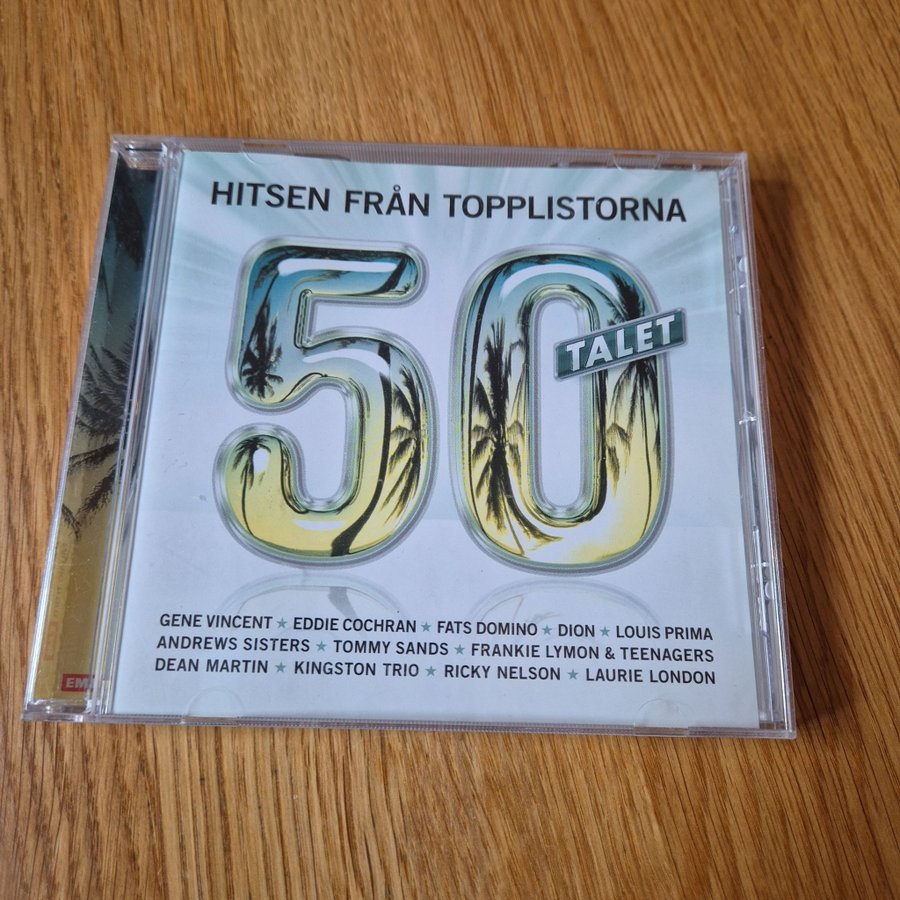 HITSEN FRÅN TOPPLISTORNA
50
TALET
GENE VINCENT ★ EDDIE COCHRAN ★ FATS DOMINO ★ DION ★ LOUIS PRIMA
ANDREWS SISTERS ★ TOMMY SANDS ★ FRANKIE LYMON & TEENAGERS
DEAN MARTIN ★ KINGSTON TRIO ★ RICKY NELSON ★ LAURIE LONDON
EMI